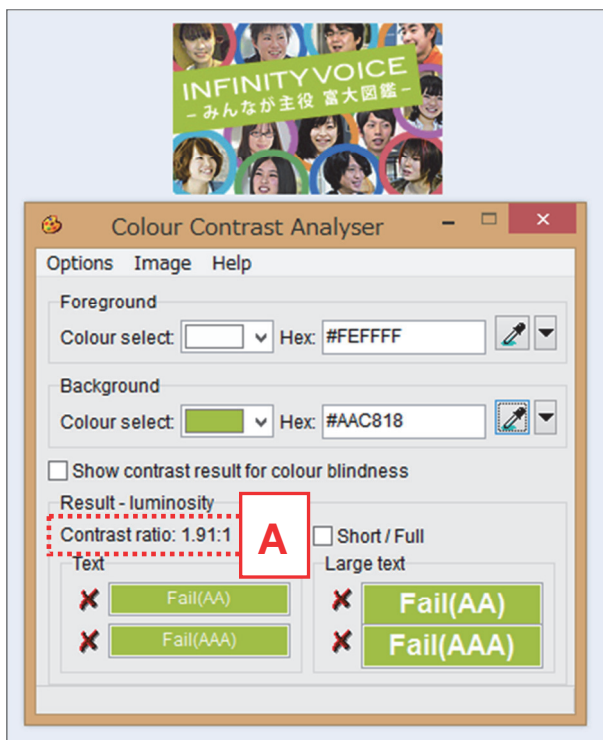 INFINITY VOICE
－みんなが主役 富大図鑑－
Colour Contrast Analyser
Options Image Help
Foreground
Colour select: Hex: #FEFFFF
Background
Colour select: Hex: #AAC818
Show contrast result for colour blindness
Result - luminosity
Contrast ratio: 1.91:1 A Short / Full
Text Large text
Fail(AA) Fail(AA)
Fail(AAA) Fail(AAA)